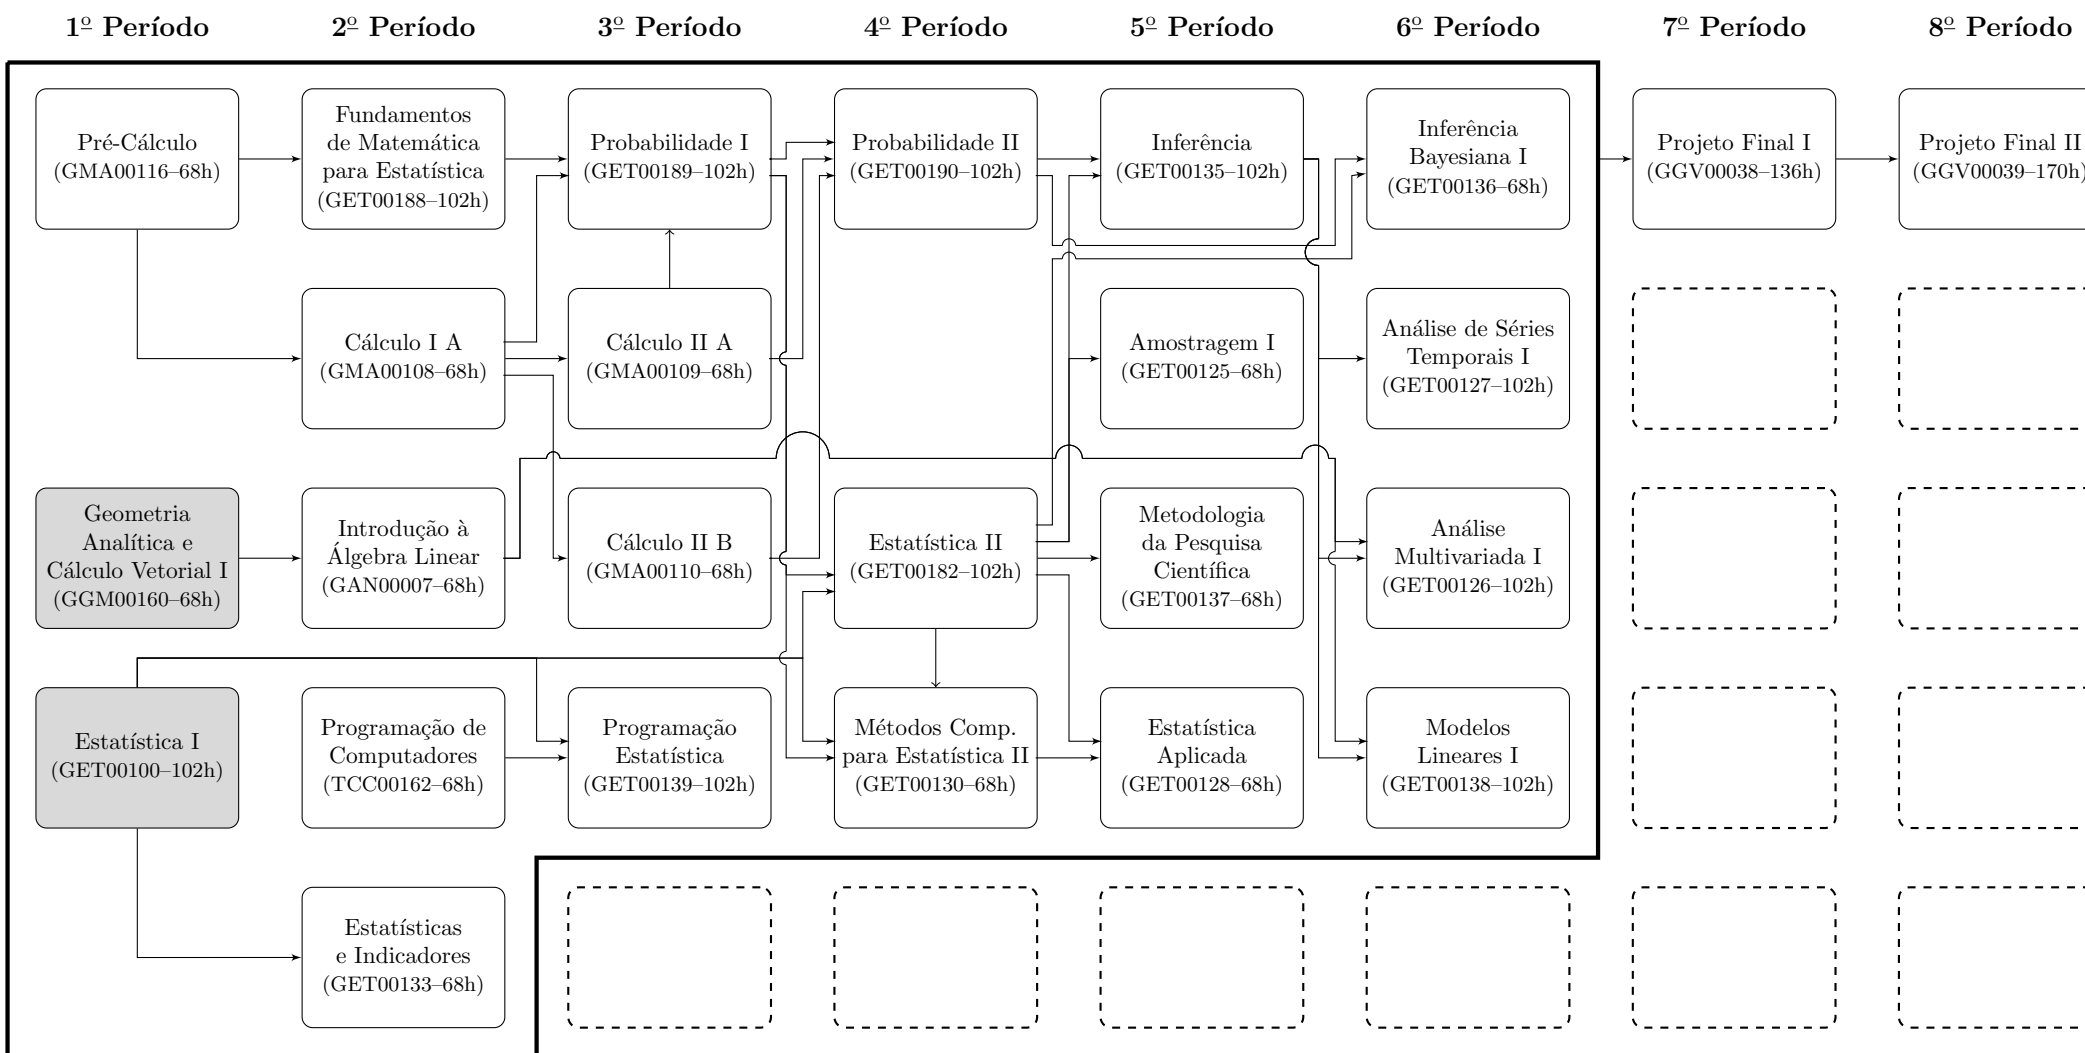 1º Período
2º Período
3º Período
4º Período
5º Período
6º Período
7º Período
8º Período
Pré-Cálculo
(GMA00116–68h)
Fundamentos
de Matemática
para Estatística
(GET00188–102h)
Probabilidade I
(GET00189–102h)
Probabilidade II
(GET00190–102h)
Inferência
(GET00135–102h)
Inferência
Bayesiana I
(GET00136–68h)
Projeto Final I
(GGV00038–136h)
Projeto Final II
(GGV00039–170h)
Cálculo I A
(GMA00108–68h)
Cálculo II A
(GMA00109–68h)
Amostragem I
(GET00125–68h)
Análise de Séries
Temporais I
(GET00127–102h)
Geometria
Analítica e
Cálculo Vetorial I
(GGM00160–68h)
Introdução à
Álgebra Linear
(GAN00007–68h)
Cálculo II B
(GMA00110–68h)
Estatística II
(GET00182–102h)
Metodologia
da Pesquisa
Científica
(GET00137–68h)
Análise
Multivariada I
(GET00126–102h)
Estatística I
(GET00100–102h)
Programação de
Computadores
(TCC00162–68h)
Programação
Estatística
(GET00139–102h)
Métodos Comp.
para Estatística II
(GET00130–68h)
Estatística
Aplicada
(GET00128–68h)
Modelos
Lineares I
(GET00138–102h)
Estatísticas
e Indicadores
(GET00133–68h)